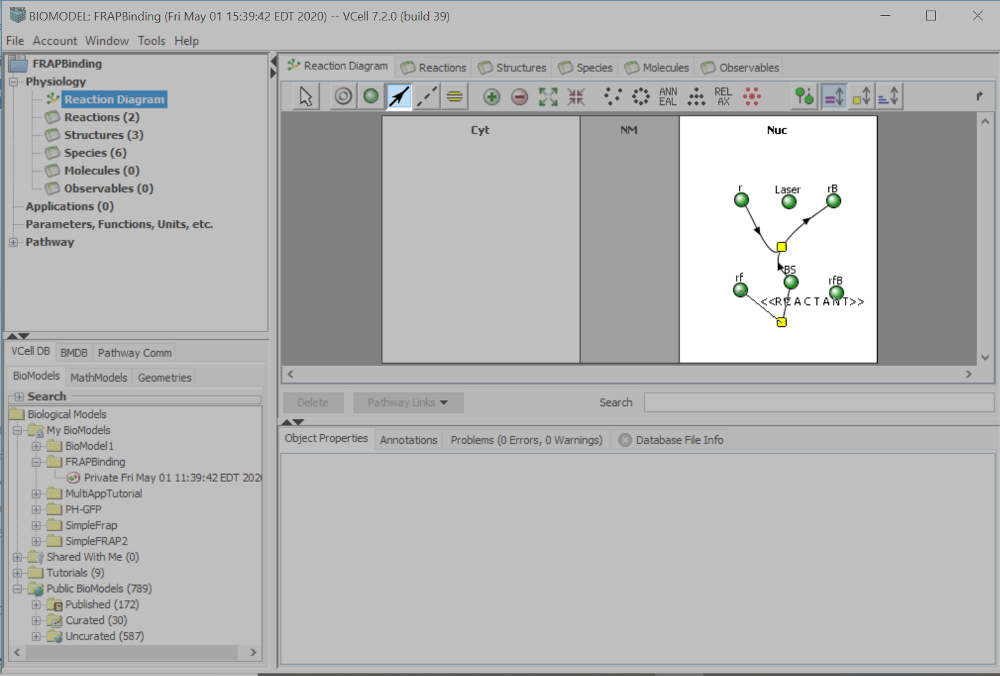 BIOMODEL: FRAPBinding (Fri May 01 15:39:42 EDT 2020) -- VCell 7.2.0 (build 39)
File Account Window Tools Help
FRAPBinding
Physiology
Reaction Diagram
Reactions (2)
Structures (3)
Species (6)
Molecules (0)
Observables (0)
Applications (0)
Parameters, Functions, Units, etc.
Pathway
VCell DB BMDB Pathway Comm
BioModels MathModels Geometries
Search
Biological Models
My BioModels
BioModel1
FRAPBinding
Private Fri May 01 11:39:42 EDT 202
MultiAppTutorial
PH-GFP
SimpleFrap
SimpleFRAP2
Shared With Me (0)
Tutorials (9)
Public BioModels (789)
Published (172)
Curated (30)
Uncurated (587)
Reaction Diagram Reactions Structures Species Molecules Observables
ANN
EAL
REL
AX
Cyt NM Nuc
r Laser rB
rf BS rfB
<<REACTANT>>
Delete Pathway Links Search
Object Properties Annotations Problems (0 Errors, 0 Warnings) Database File Info